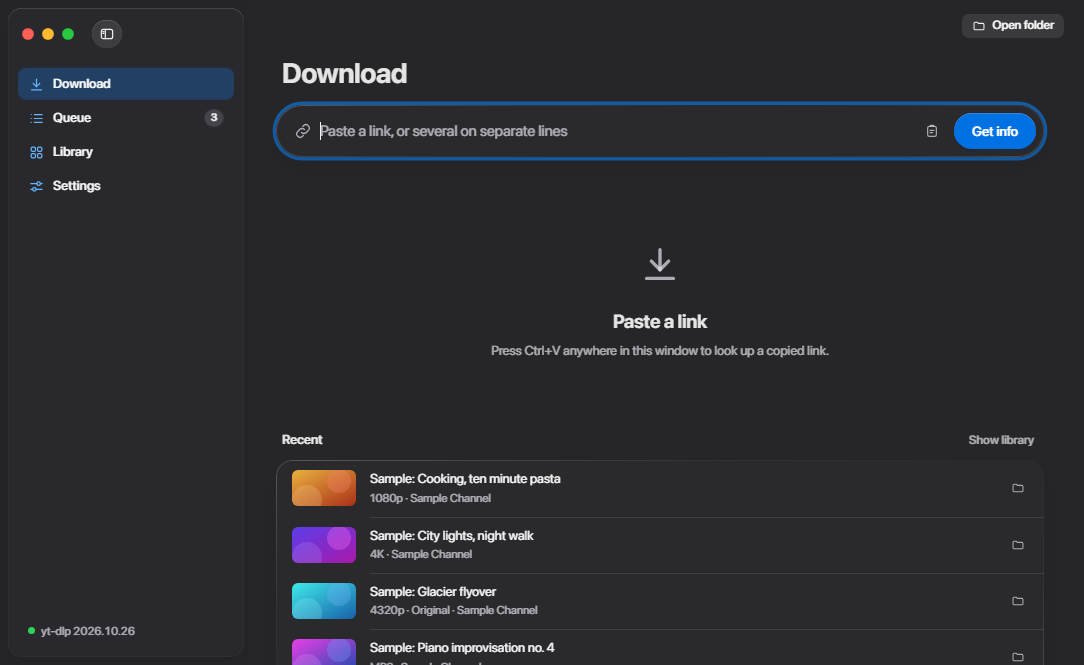 Open folder
Download
Queue
3
Library
Settings
Download
Paste a link, or several on separate lines
Get info
Paste a link
Press Ctrl+V anywhere in this window to look up a copied link.
Recent
Show library
Sample: Cooking, ten minute pasta
1080p · Sample Channel
Sample: City lights, night walk
4K · Sample Channel
Sample: Glacier flyover
4320p · Original · Sample Channel
Sample: Piano improvisation no. 4
yt-dlp 2026.10.26